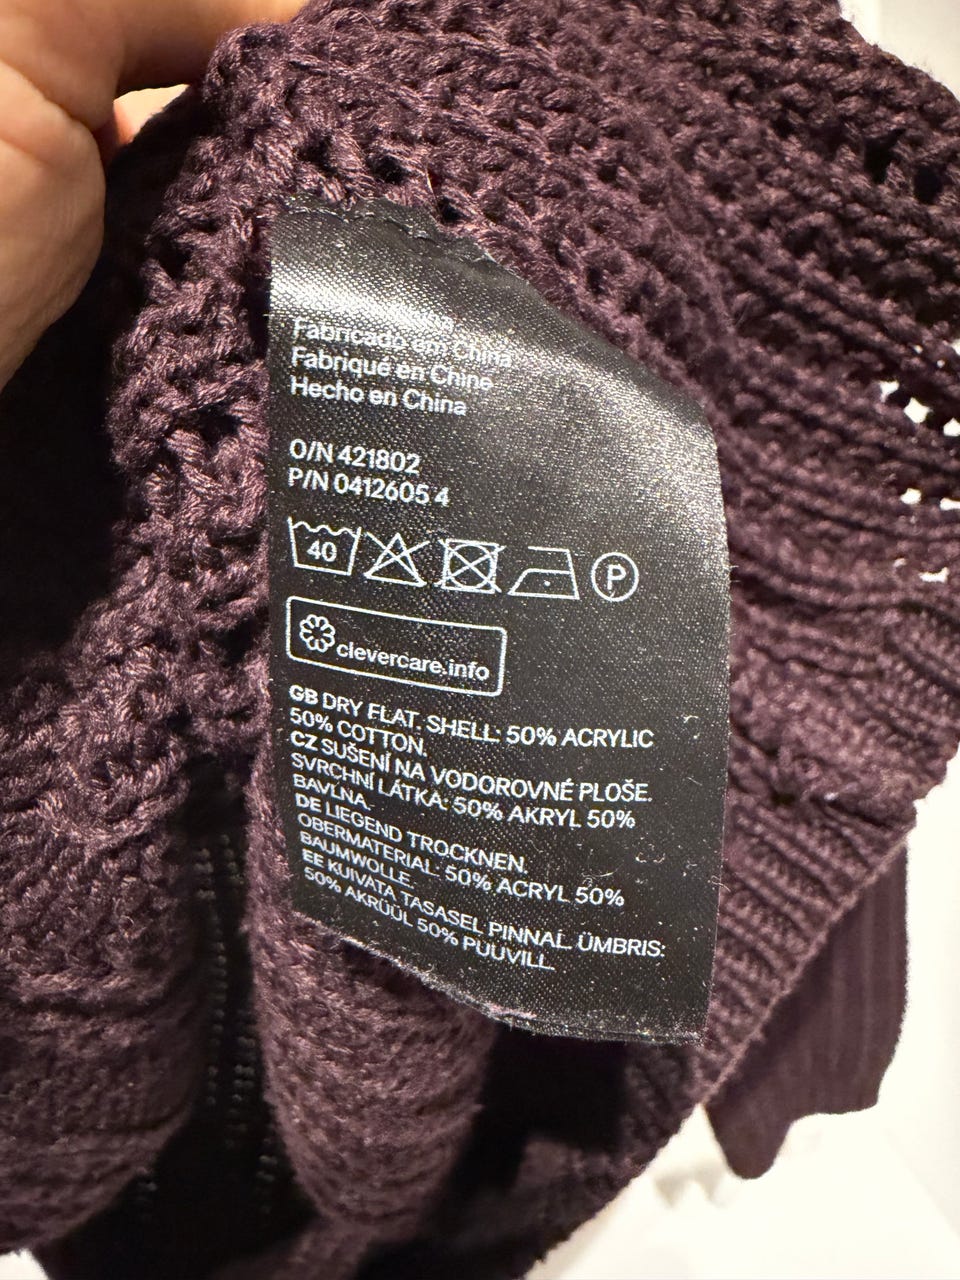 Fabricado em China
Fabriqué en Chine
Hecho en China
O/N 421802
P/N 0412605 4
40 P
clevercare.info
GB DRY FLAT. SHELL: 50% ACRYLIC
50% COTTON.
CZ SUŠENÍ NA VODOROVNÉ PLOŠE.
SVRCHNÍ LÁTKA: 50% AKRYL 50%
BAVLNA.
DE LIEGEND TROCKNEN.
OBERMATERIAL: 50% ACRYL 50%
BAUMWOLLE.
EE KUIVATA TASASEL PINNAL. ÜMBRIS:
50% AKRÜÜL 50% PUUVILL.